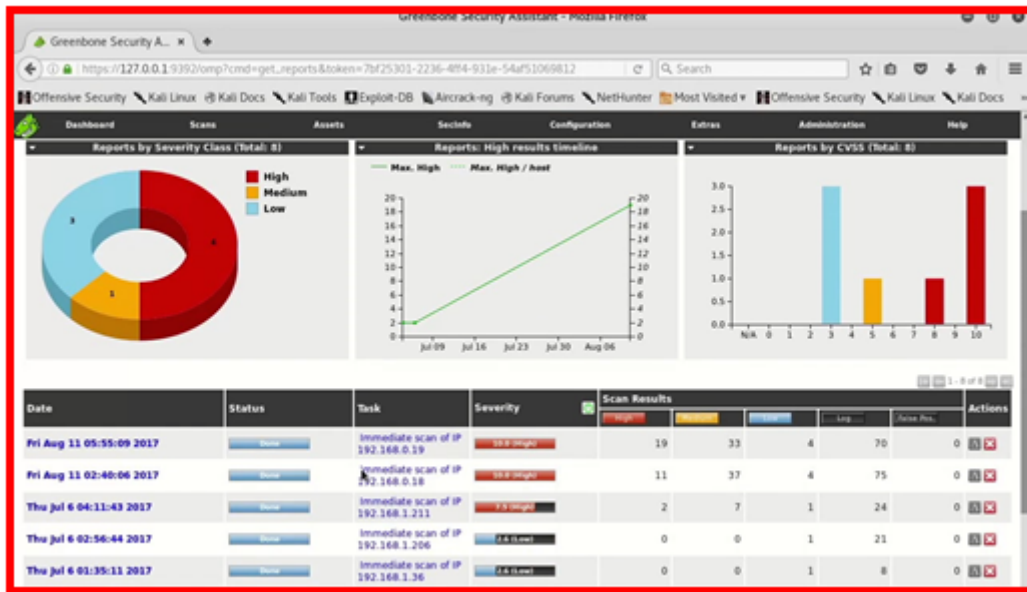 Greenbone Security Assistant - Mozilla Firefox
Greenbone Security A...
https://127.0.0.1:9392/omp?cmd=get_reports&token=7bf25301-2236-4ff4-931e-54af51069812
Search
Offensive Security Kali Linux Kali Docs Kali Tools Exploit-DB Aircrack-ng Kali Forums NetHunter Most Visited Offensive Security Kali Linux Kali Docs
Dashboard Scans Assets SecInfo Configuration Extras Administration Help
Reports by Severity Class (Total: 8)
High
Medium
Low
3
4
1
Reports: High results timeline
Max. High Max. High / host
20 20
18 18
16 16
14 14
12 12
10 10
8 8
6 6
4 4
2 2
0 0
Jul 09 Jul 16 Jul 23 Jul 30 Aug 06
Reports by CVSS (Total: 8)
3.0
2.5
2.0
1.5
1.0
0.5
0.0
N/A 0 1 2 3 4 5 6 7 8 9 10
1 - 8 of 8
Date Status Task Severity Scan Results Actions
High Medium Low Log False Pos.
Fri Aug 11 05:55:09 2017 Done Immediate scan of IP 192.168.0.19 10.0 (High) 19 33 4 70 0
Fri Aug 11 02:40:06 2017 Done Immediate scan of IP 192.168.0.18 10.0 (High) 11 37 4 75 0
Thu Jul 6 04:11:43 2017 Done Immediate scan of IP 192.168.1.211 7.5 (High) 2 7 1 24 0
Thu Jul 6 02:56:44 2017 Done Immediate scan of IP 192.168.1.206 2.6 (Low) 0 0 1 21 0
Thu Jul 6 01:35:11 2017 Done Immediate scan of IP 192.168.1.36 2.6 (Low) 0 0 1 8 0